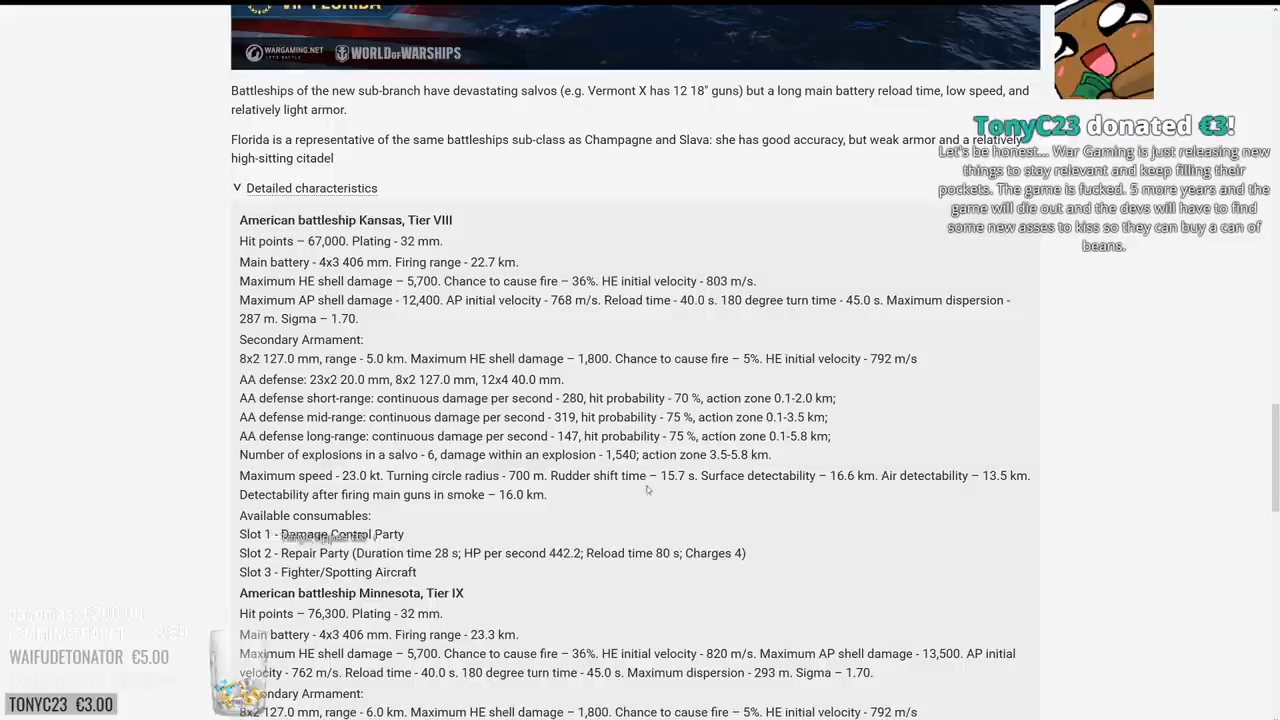 VIP FLORIDA
WARGAMING.NET
LET'S BATTLE
WORLD OF WARSHIPS
Battleships of the new sub-branch have devastating salvos (e.g. Vermont X has 12 18" guns) but a long main battery reload time, low speed, and
relatively light armor.
Florida is a representative of the same battleships sub-class as Champagne and Slava: she has good accuracy, but weak armor and a relatively
high-sitting citadel
Detailed characteristics
American battleship Kansas, Tier VIII
Hit points – 67,000. Plating - 32 mm.
Main battery - 4x3 406 mm. Firing range - 22.7 km.
Maximum HE shell damage – 5,700. Chance to cause fire – 36%. HE initial velocity - 803 m/s.
Maximum AP shell damage - 12,400. AP initial velocity - 768 m/s. Reload time - 40.0 s. 180 degree turn time - 45.0 s. Maximum dispersion -
287 m. Sigma – 1.70.
Secondary Armament:
8x2 127.0 mm, range - 5.0 km. Maximum HE shell damage – 1,800. Chance to cause fire – 5%. HE initial velocity - 792 m/s
AA defense: 23x2 20.0 mm, 8x2 127.0 mm, 12x4 40.0 mm.
AA defense short-range: continuous damage per second - 280, hit probability - 70 %, action zone 0.1-2.0 km;
AA defense mid-range: continuous damage per second - 319, hit probability - 75 %, action zone 0.1-3.5 km;
AA defense long-range: continuous damage per second - 147, hit probability - 75 %, action zone 0.1-5.8 km;
Number of explosions in a salvo - 6, damage within an explosion - 1,540; action zone 3.5-5.8 km.
Maximum speed - 23.0 kt. Turning circle radius - 700 m. Rudder shift time – 15.7 s. Surface detectability – 16.6 km. Air detectability – 13.5 km.
Detectability after firing main guns in smoke – 16.0 km.
Available consumables:
Slot 1 - Damage Control Party
Slot 2 - Repair Party (Duration time 28 s; HP per second 442.2; Reload time 80 s; Charges 4)
Slot 3 - Fighter/Spotting Aircraft
American battleship Minnesota, Tier IX
Hit points – 76,300. Plating - 32 mm.
Main battery - 4x3 406 mm. Firing range - 23.3 km.
Maximum HE shell damage – 5,700. Chance to cause fire – 36%. HE initial velocity - 820 m/s. Maximum AP shell damage - 13,500. AP initial
velocity - 762 m/s. Reload time - 40.0 s. 180 degree turn time - 45.0 s. Maximum dispersion - 293 m. Sigma – 1.70.
Secondary Armament:
8x2 127.0 mm, range - 6.0 km. Maximum HE shell damage – 1,800. Chance to cause fire – 5%. HE initial velocity - 792 m/s
TonyC23 donated €3!
Let's be honest... War Gaming is just releasing new
things to stay relevant and keep filling their
pockets. The game is fucked. 5 more years and the
game will die out and the devs will have to find
some new asses to kiss so they can buy a can of
beans.
WAIFUDETONATOR €5.00
TONYC23 €3.00